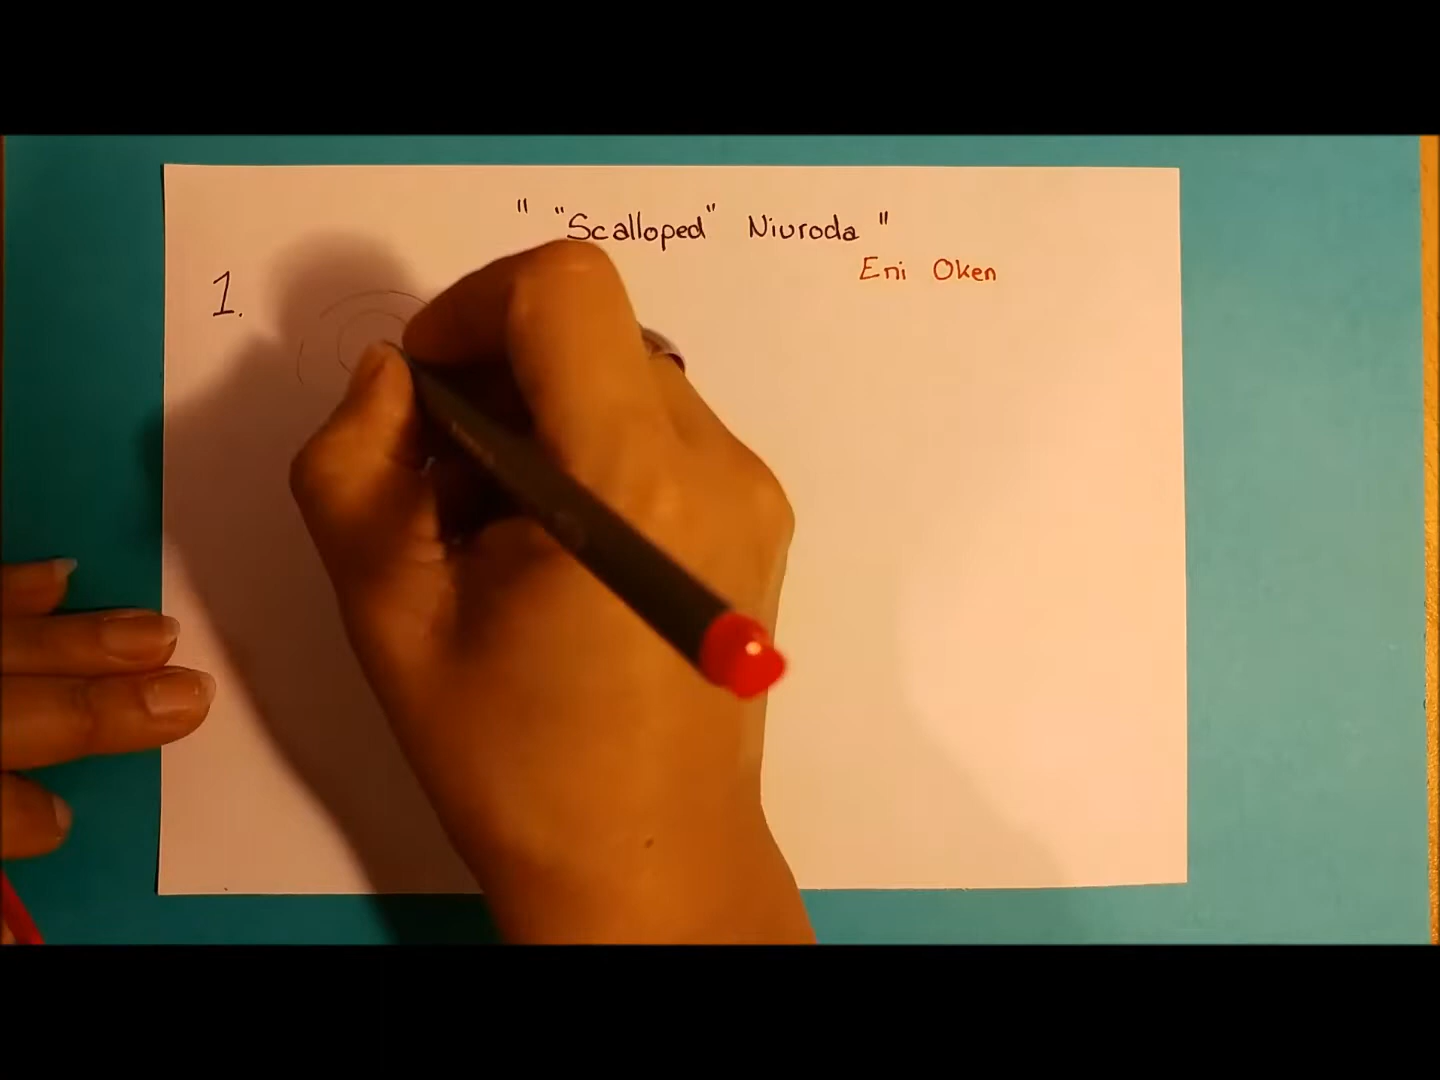 " "Scalloped" Niuroda "
Eni Oken
1.